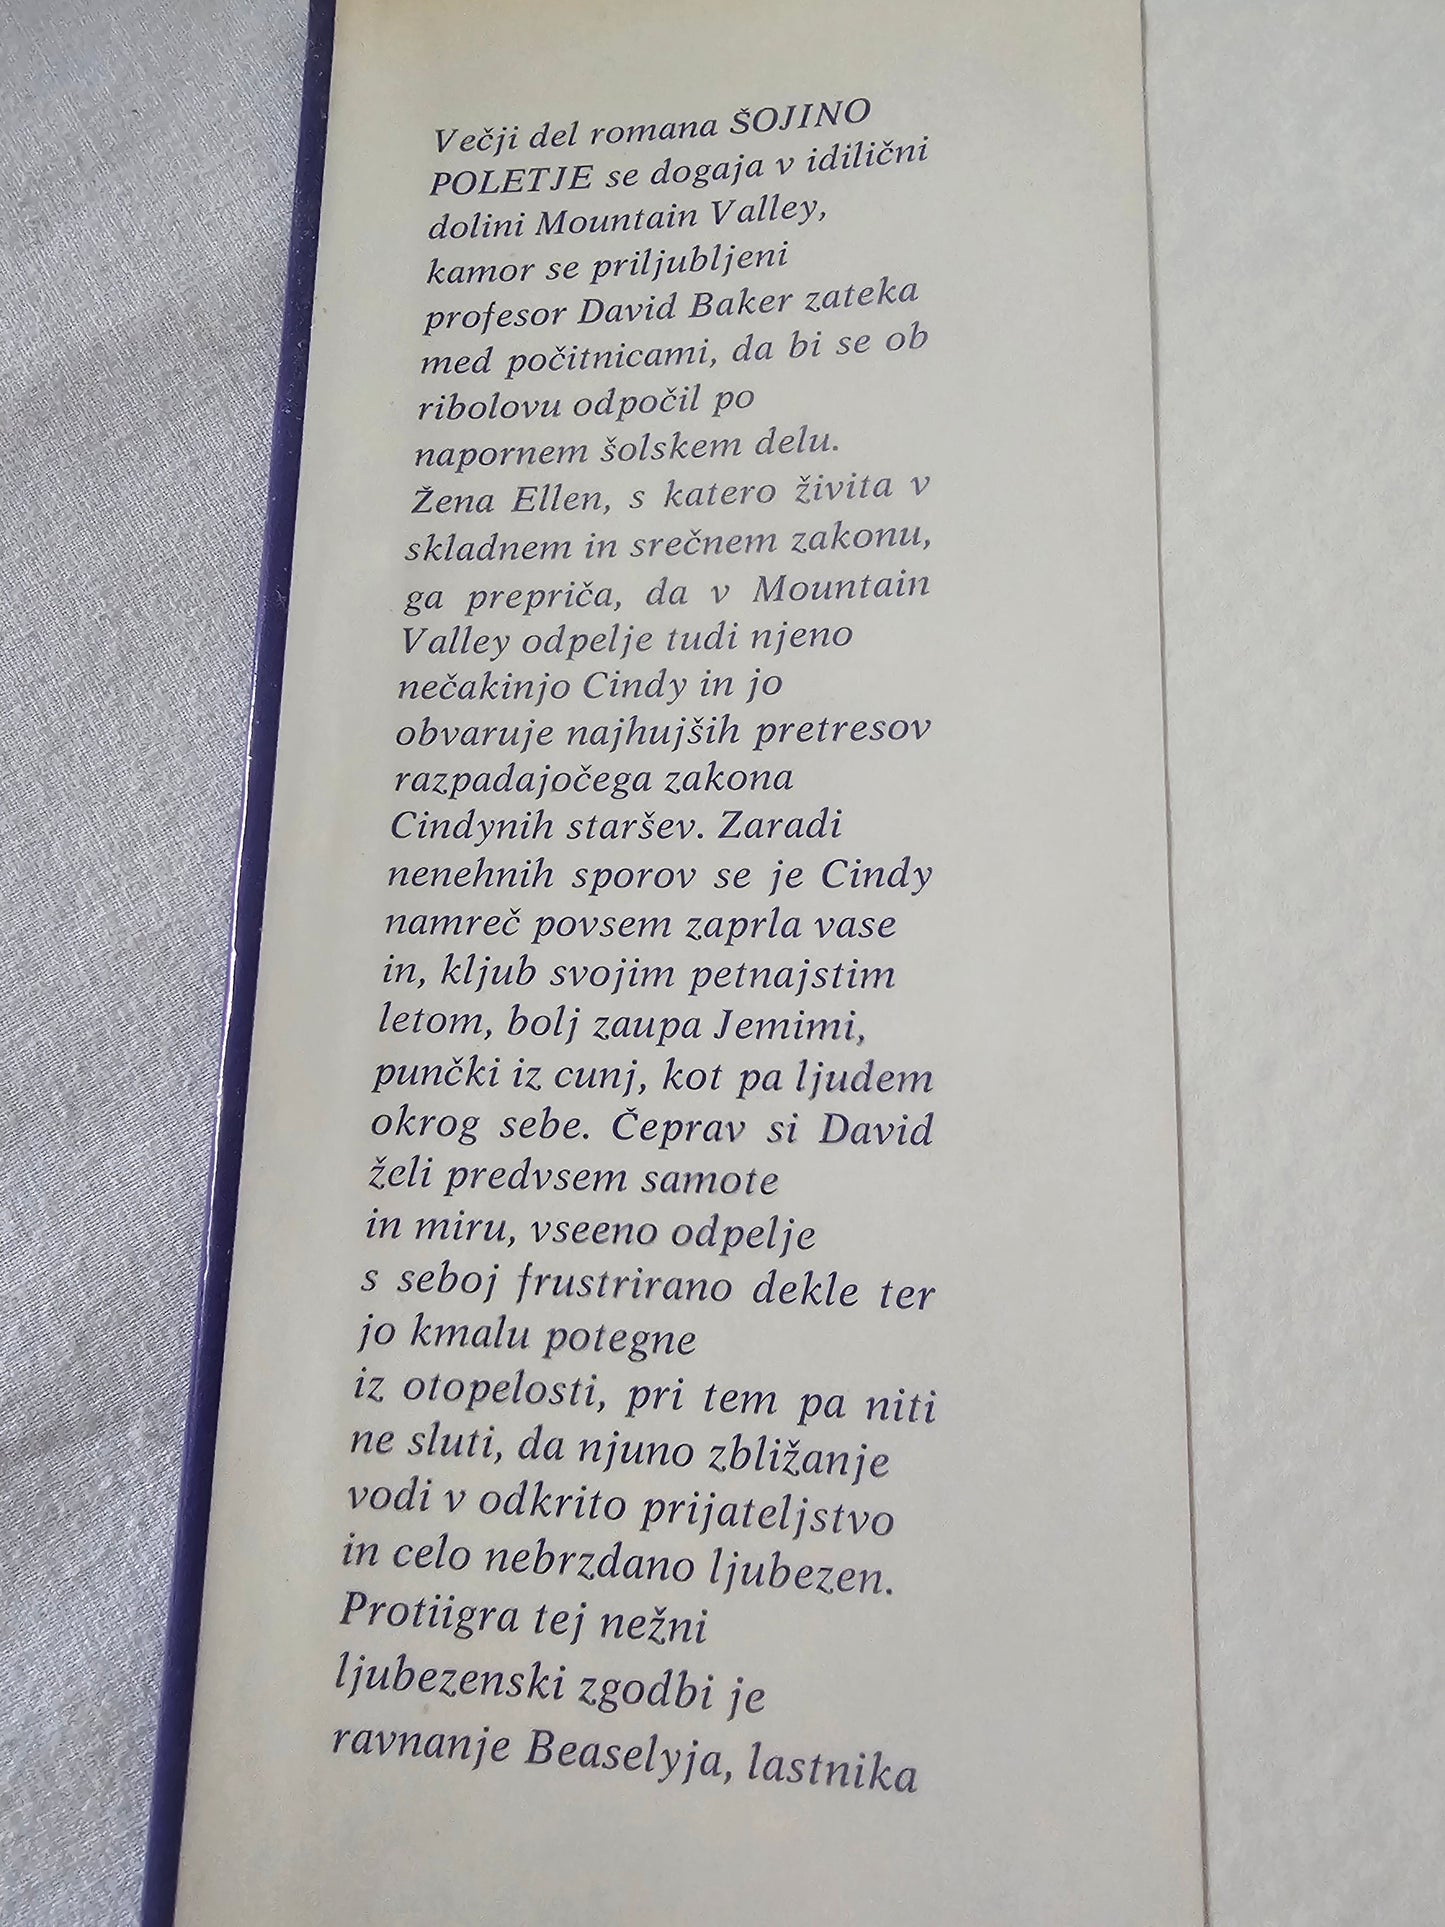 Večji del romana ŠOJINO
POLETJE se dogaja v idilični
dolini Mountain Valley,
kamor se priljubljeni
profesor David Baker zateka
med počitnicami, da bi se ob
ribolovu odpočil po
napornem šolskem delu.
Žena Ellen, s katero živita v
skladnem in srečnem zakonu,
ga prepriča, da v Mountain
Valley odpelje tudi njeno
nečakinjo Cindy in jo
obvaruje najhujših pretresov
razpadajočega zakona
Cindynih staršev. Zaradi
nenehnih sporov se je Cindy
namreč povsem zaprla vase
in, kljub svojim petnajstim
letom, bolj zaupa Jemimi,
punčki iz cunj, kot pa ljudem
okrog sebe. Čeprav si David
želi predvsem samote
in miru, vseeno odpelje
s seboj frustrirano dekle ter
jo kmalu potegne
iz otopelosti, pri tem pa niti
ne sluti, da njuno zbližanje
vodi v odkrito prijateljstvo
in celo nebrzdano ljubezen.
Protiigra tej nežni
ljubezenski zgodbi je
ravnanje Beaselyja, lastnika